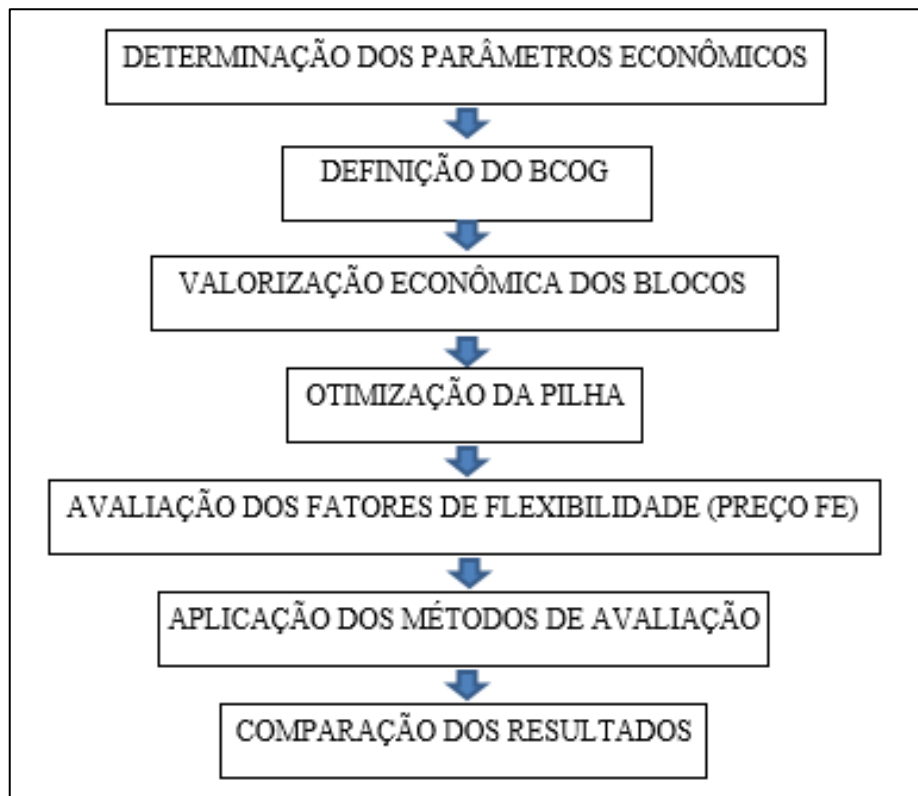 DETERMINAÇÃO DOS PARÂMETROS ECONÔMICOS
DEFINIÇÃO DO BCOG
VALORIZAÇÃO ECONÔMICA DOS BLOCOS
OTIMIZAÇÃO DA PILHA
AVALIAÇÃO DOS FATORES DE FLEXIBILIDADE (PREÇO FE)
APLICAÇÃO DOS MÉTODOS DE AVALIAÇÃO
COMPARAÇÃO DOS RESULTADOS